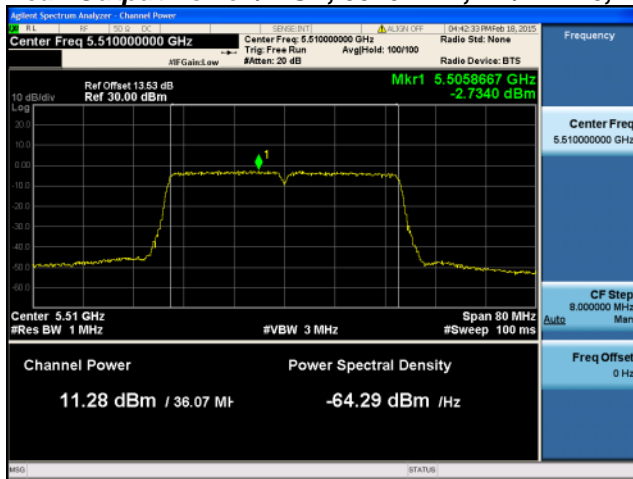 Agilent Spectrum Analyzer - Channel Power
RL RF 50 Ω DC SENSE:INT ALIGN OFF 04:42:33 PM Feb 18, 2015
Center Freq 5.510000000 GHz Center Freq: 5.510000000 GHz Radio Std: None Frequency
Trig: Free Run Avg|Hold: 100/100
#IFGain:Low #Atten: 20 dB Radio Device: BTS
Mkr1 5.5058667 GHz
-2.7340 dBm
Ref Offset 13.53 dB
10 dB/div Ref 30.00 dBm
Log
20.0
10.0
0.00
-10.0
-20.0
-30.0
-40.0
-50.0
-60.0
1
Center Freq
5.510000000 GHz
Center 5.51 GHz Span 80 MHz
#Res BW 1 MHz #VBW 3 MHz #Sweep 100 ms
CF Step
8.000000 MHz
Auto Man
Channel Power Power Spectral Density
11.28 dBm / 36.07 MH -64.29 dBm /Hz
Freq Offset
0 Hz
MSG STATUS